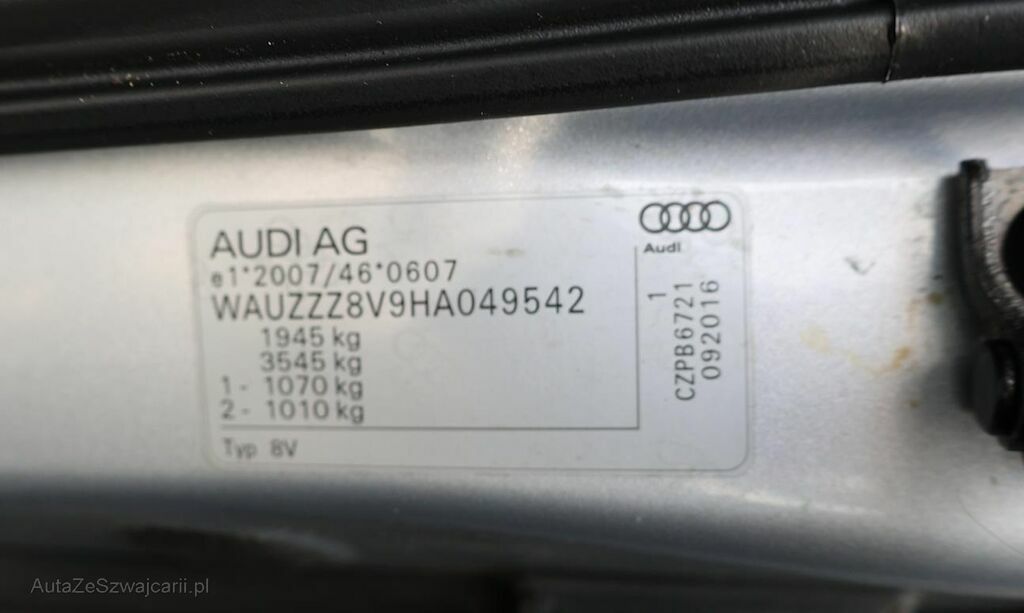 AUDI AG
e1*2007/46*0607
WAUZZZ8V9HA049542
1945 kg
3545 kg
1- 1070 kg
2- 1010 kg
Typ 8V
Audi
1
CZPB6721
092016
AutaZeSzwajcarii.pl